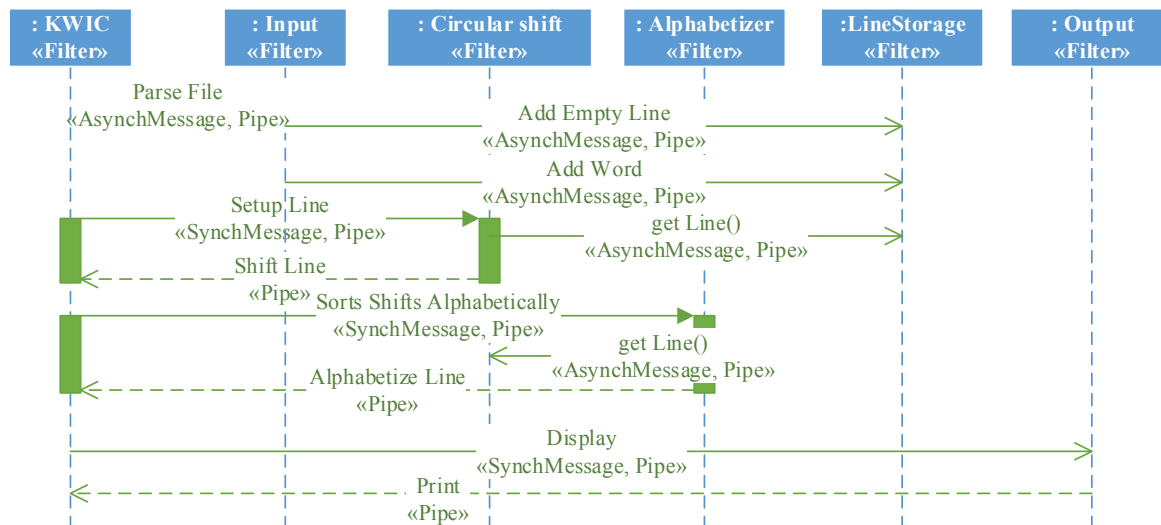 : KWIC
«Filter»
: Input
«Filter»
: Circular shift
«Filter»
: Alphabetizer
«Filter»
:LineStorage
«Filter»
: Output
«Filter»
Parse File
«AsynchMessage, Pipe»
Add Empty Line
«AsynchMessage, Pipe»
Add Word
«AsynchMessage, Pipe»
Setup Line
«SynchMessage, Pipe»
get Line()
«AsynchMessage, Pipe»
Shift Line
«Pipe»
Sorts Shifts Alphabetically
«SynchMessage, Pipe»
get Line()
«AsynchMessage, Pipe»
Alphabetize Line
«Pipe»
Display
«SynchMessage, Pipe»
Print
«Pipe»